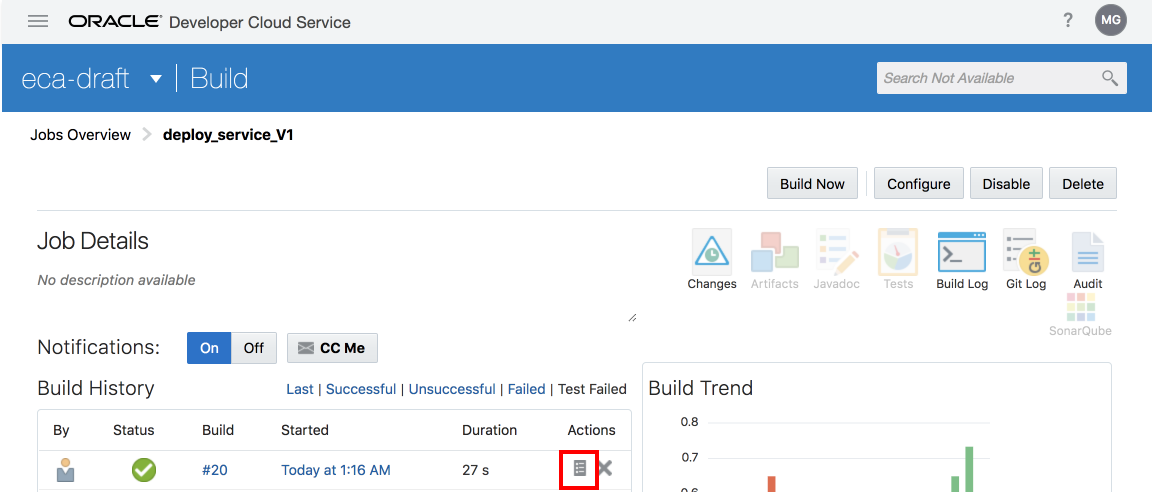 ORACLE Developer Cloud Service ? MG
eca-draft Build Search Not Available
Jobs Overview deploy_service_V1
Build Now Configure Disable Delete
Job Details
No description available
Changes Artifacts Javadoc Tests Build Log Git Log Audit
Git
SonarQube
Notifications: On Off CC Me
Build History Last | Successful | Unsuccessful | Failed | Test Failed
By Status Build Started Duration Actions
#20 Today at 1:16 AM 27 s
Build Trend
0.8
0.7
0.6